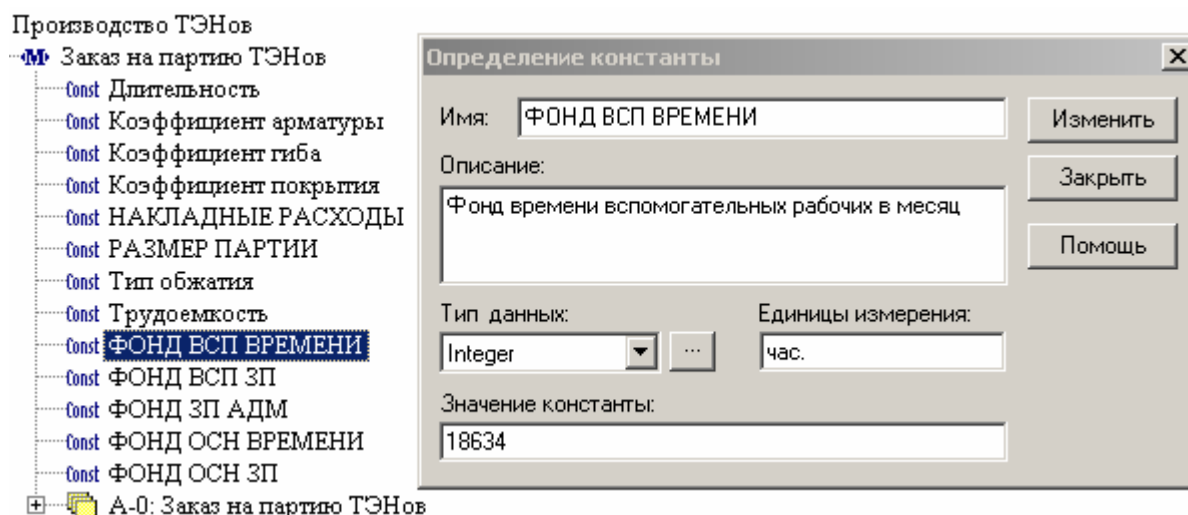 Производство ТЭНов
M Заказ на партию ТЭНов
Const Длительность
Const Коэффициент арматуры
Const Коэффициент гиба
Const Коэффициент покрытия
Const НАКЛАДНЫЕ РАСХОДЫ
Const РАЗМЕР ПАРТИИ
Const Тип обжатия
Const Трудоемкость
Const ФОНД ВСП ВРЕМЕНИ
Const ФОНД ВСП ЗП
Const ФОНД ЗП АДМ
Const ФОНД ОСН ВРЕМЕНИ
Const ФОНД ОСН ЗП
А-0: Заказ на партию ТЭНов
Определение константы
Имя: ФОНД ВСП ВРЕМЕНИ
Изменить
Описание:
Закрыть
Фонд времени вспомогательных рабочих в месяц
Помощь
Тип данных: Единицы измерения:
Integer ... час.
Значение константы:
18634